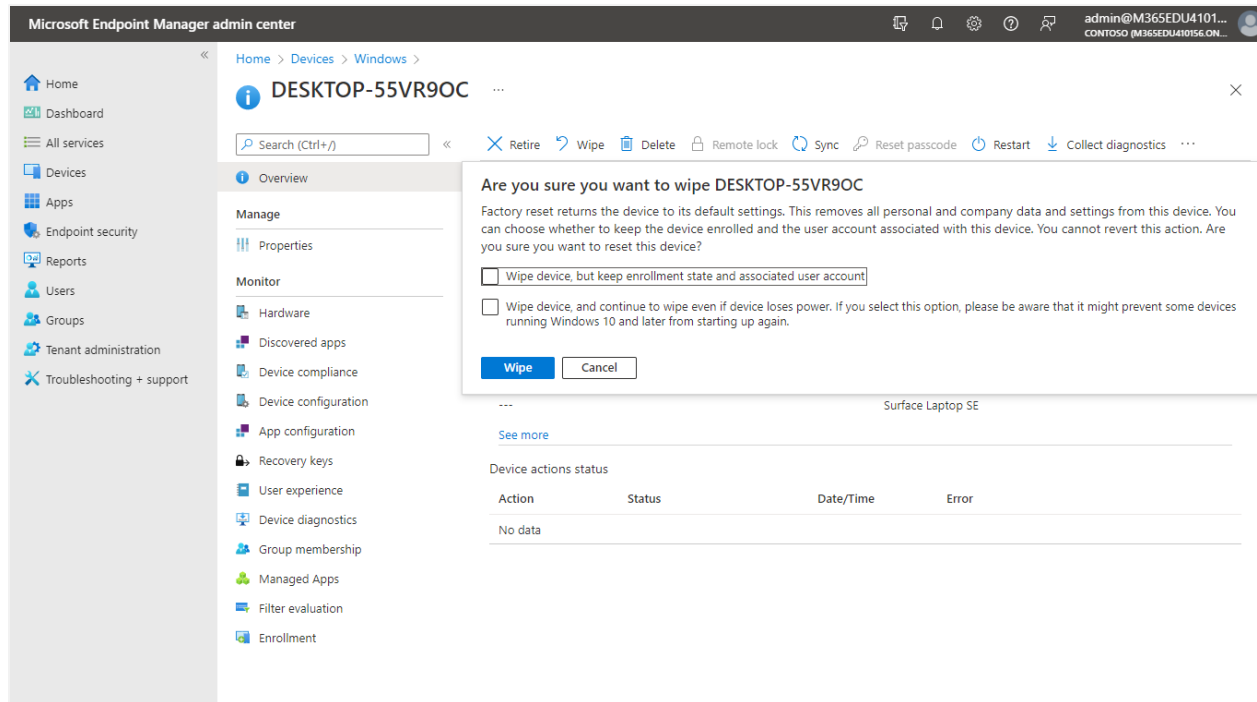 Microsoft Endpoint Manager admin center
admin@M365EDU4101...
CONTOSO (M365EDU410156.ON...
Home
Dashboard
All services
Devices
Apps
Endpoint security
Reports
Users
Groups
Tenant administration
Troubleshooting + support
Home > Devices > Windows >
DESKTOP-55VR9OC ...
Search (Ctrl+/)
Overview
Manage
Properties
Monitor
Hardware
Discovered apps
Device compliance
Device configuration
App configuration
Recovery keys
User experience
Device diagnostics
Group membership
Managed Apps
Filter evaluation
Enrollment
Retire Wipe Delete Remote lock Sync Reset passcode Restart Collect diagnostics ...
Are you sure you want to wipe DESKTOP-55VR9OC
Factory reset returns the device to its default settings. This removes all personal and company data and settings from this device. You
can choose whether to keep the device enrolled and the user account associated with this device. You cannot revert this action. Are
you sure you want to reset this device?
Wipe device, but keep enrollment state and associated user account
Wipe device, and continue to wipe even if device loses power. If you select this option, please be aware that it might prevent some devices
running Windows 10 and later from starting up again.
Wipe Cancel
--- Surface Laptop SE
See more
Device actions status
Action Status Date/Time Error
No data